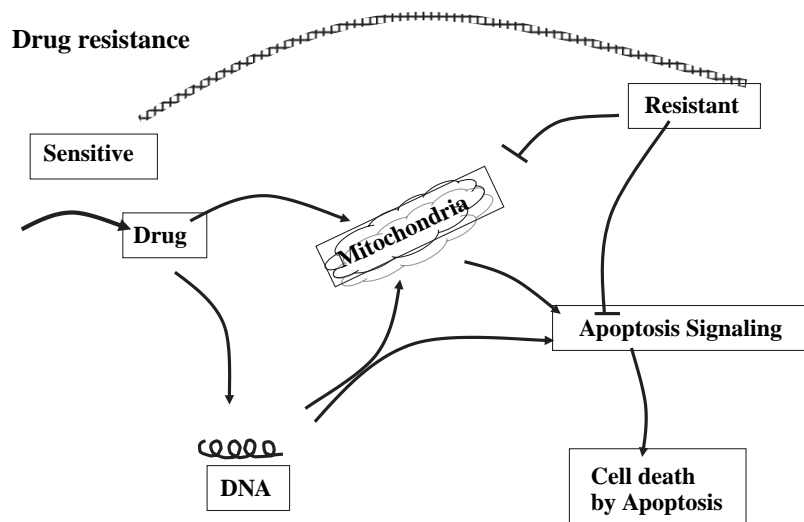 Drug resistance
Resistant
Sensitive
Drug
Mitochondria
Apoptosis Signaling
DNA
Cell death
by Apoptosis